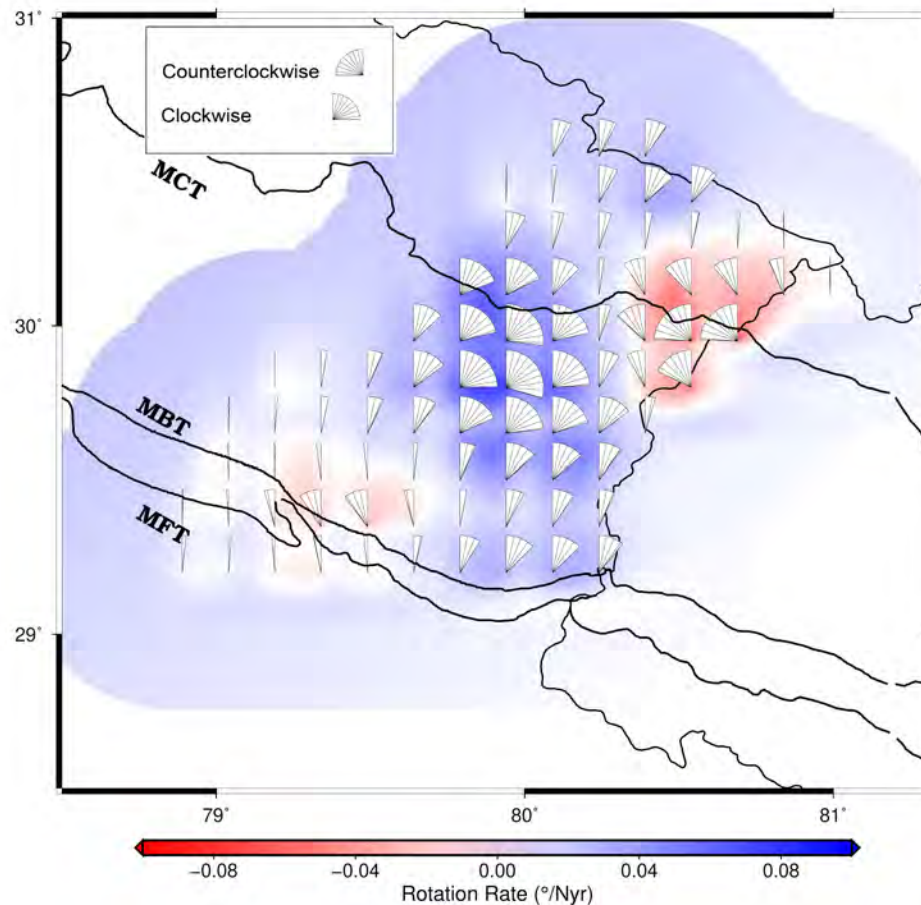 31°
Counterclockwise
Clockwise
MCT
30°
MBT
MFT
29°
79° 80° 81°
−0.08 −0.04 0.00 0.04 0.08
Rotation Rate (°/Nyr)